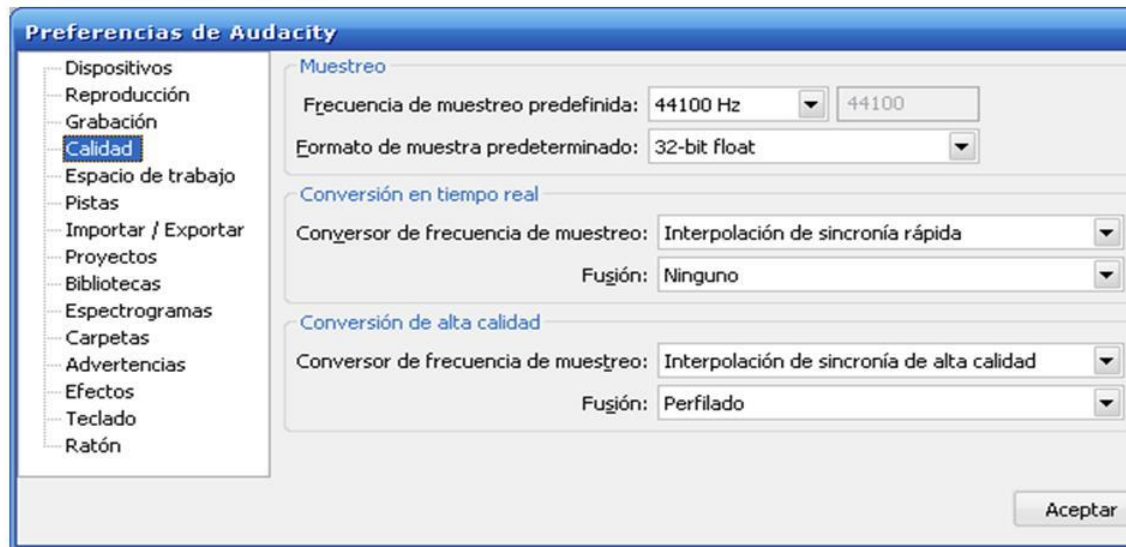 Preferencias de Audacity
Dispositivos
Reproducción
Grabación
Calidad
Espacio de trabajo
Pistas
Importar / Exportar
Proyectos
Bibliotecas
Espectrogramas
Carpetas
Advertencias
Efectos
Teclado
Ratón
Muestreo
Frecuencia de muestreo predefinida: 44100 Hz 44100
Formato de muestra predeterminado: 32-bit float
Conversión en tiempo real
Conversor de frecuencia de muestreo: Interpolación de sincronía rápida
Fusión: Ninguno
Conversión de alta calidad
Conversor de frecuencia de muestreo: Interpolación de sincronía de alta calidad
Fusión: Perfilado
Aceptar